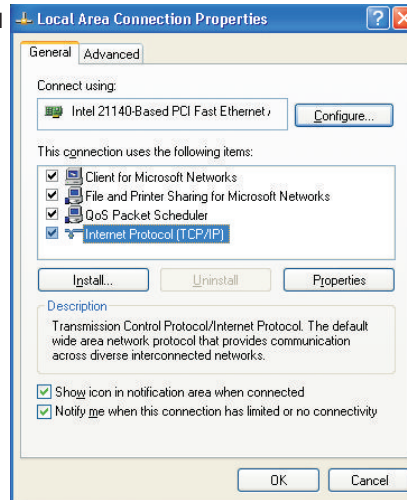 Local Area Connection Properties
General Advanced
Connect using:
Intel 21140-Based PCI Fast Ethernet
Configure...
This connection uses the following items:
Client for Microsoft Networks
File and Printer Sharing for Microsoft Networks
QoS Packet Scheduler
Internet Protocol (TCP/IP)
Install... Uninstall Properties
Description
Transmission Control Protocol/Internet Protocol. The default
wide area network protocol that provides communication
across diverse interconnected networks.
Show icon in notification area when connected
Notify me when this connection has limited or no connectivity
OK Cancel